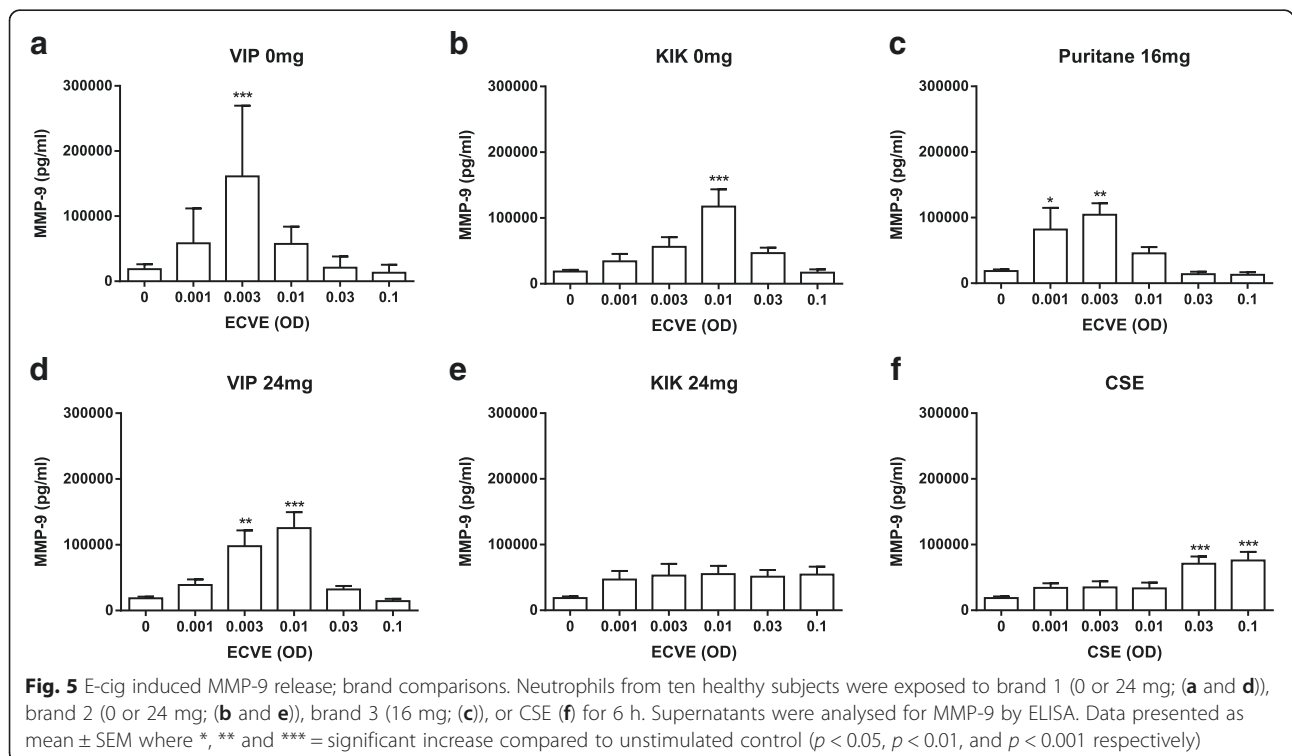 a
VIP 0mg
MMP-9 (pg/ml)
300000
200000
100000
0
***
0 0.001 0.003 0.01 0.03 0.1
ECVE (OD)
b
KIK 0mg
MMP-9 (pg/ml)
300000
200000
100000
0
***
0 0.001 0.003 0.01 0.03 0.1
ECVE (OD)
c
Puritane 16mg
MMP-9 (pg/ml)
300000
200000
100000
0
* **
0 0.001 0.003 0.01 0.03 0.1
ECVE (OD)
d
VIP 24mg
MMP-9 (pg/ml)
300000
200000
100000
0
** ***
0 0.001 0.003 0.01 0.03 0.1
ECVE (OD)
e
KIK 24mg
MMP-9 (pg/ml)
300000
200000
100000
0
0 0.001 0.003 0.01 0.03 0.1
ECVE (OD)
f
CSE
MMP-9 (pg/ml)
300000
200000
100000
0
*** ***
0 0.001 0.003 0.01 0.03 0.1
CSE (OD)
Fig. 5 E-cig induced MMP-9 release; brand comparisons. Neutrophils from ten healthy subjects were exposed to brand 1 (0 or 24 mg; (a and d)),
brand 2 (0 or 24 mg; (b and e)), brand 3 (16 mg; (c)), or CSE (f) for 6 h. Supernatants were analysed for MMP-9 by ELISA. Data presented as
mean ± SEM where *, ** and *** = significant increase compared to unstimulated control (p < 0.05, p < 0.01, and p < 0.001 respectively)